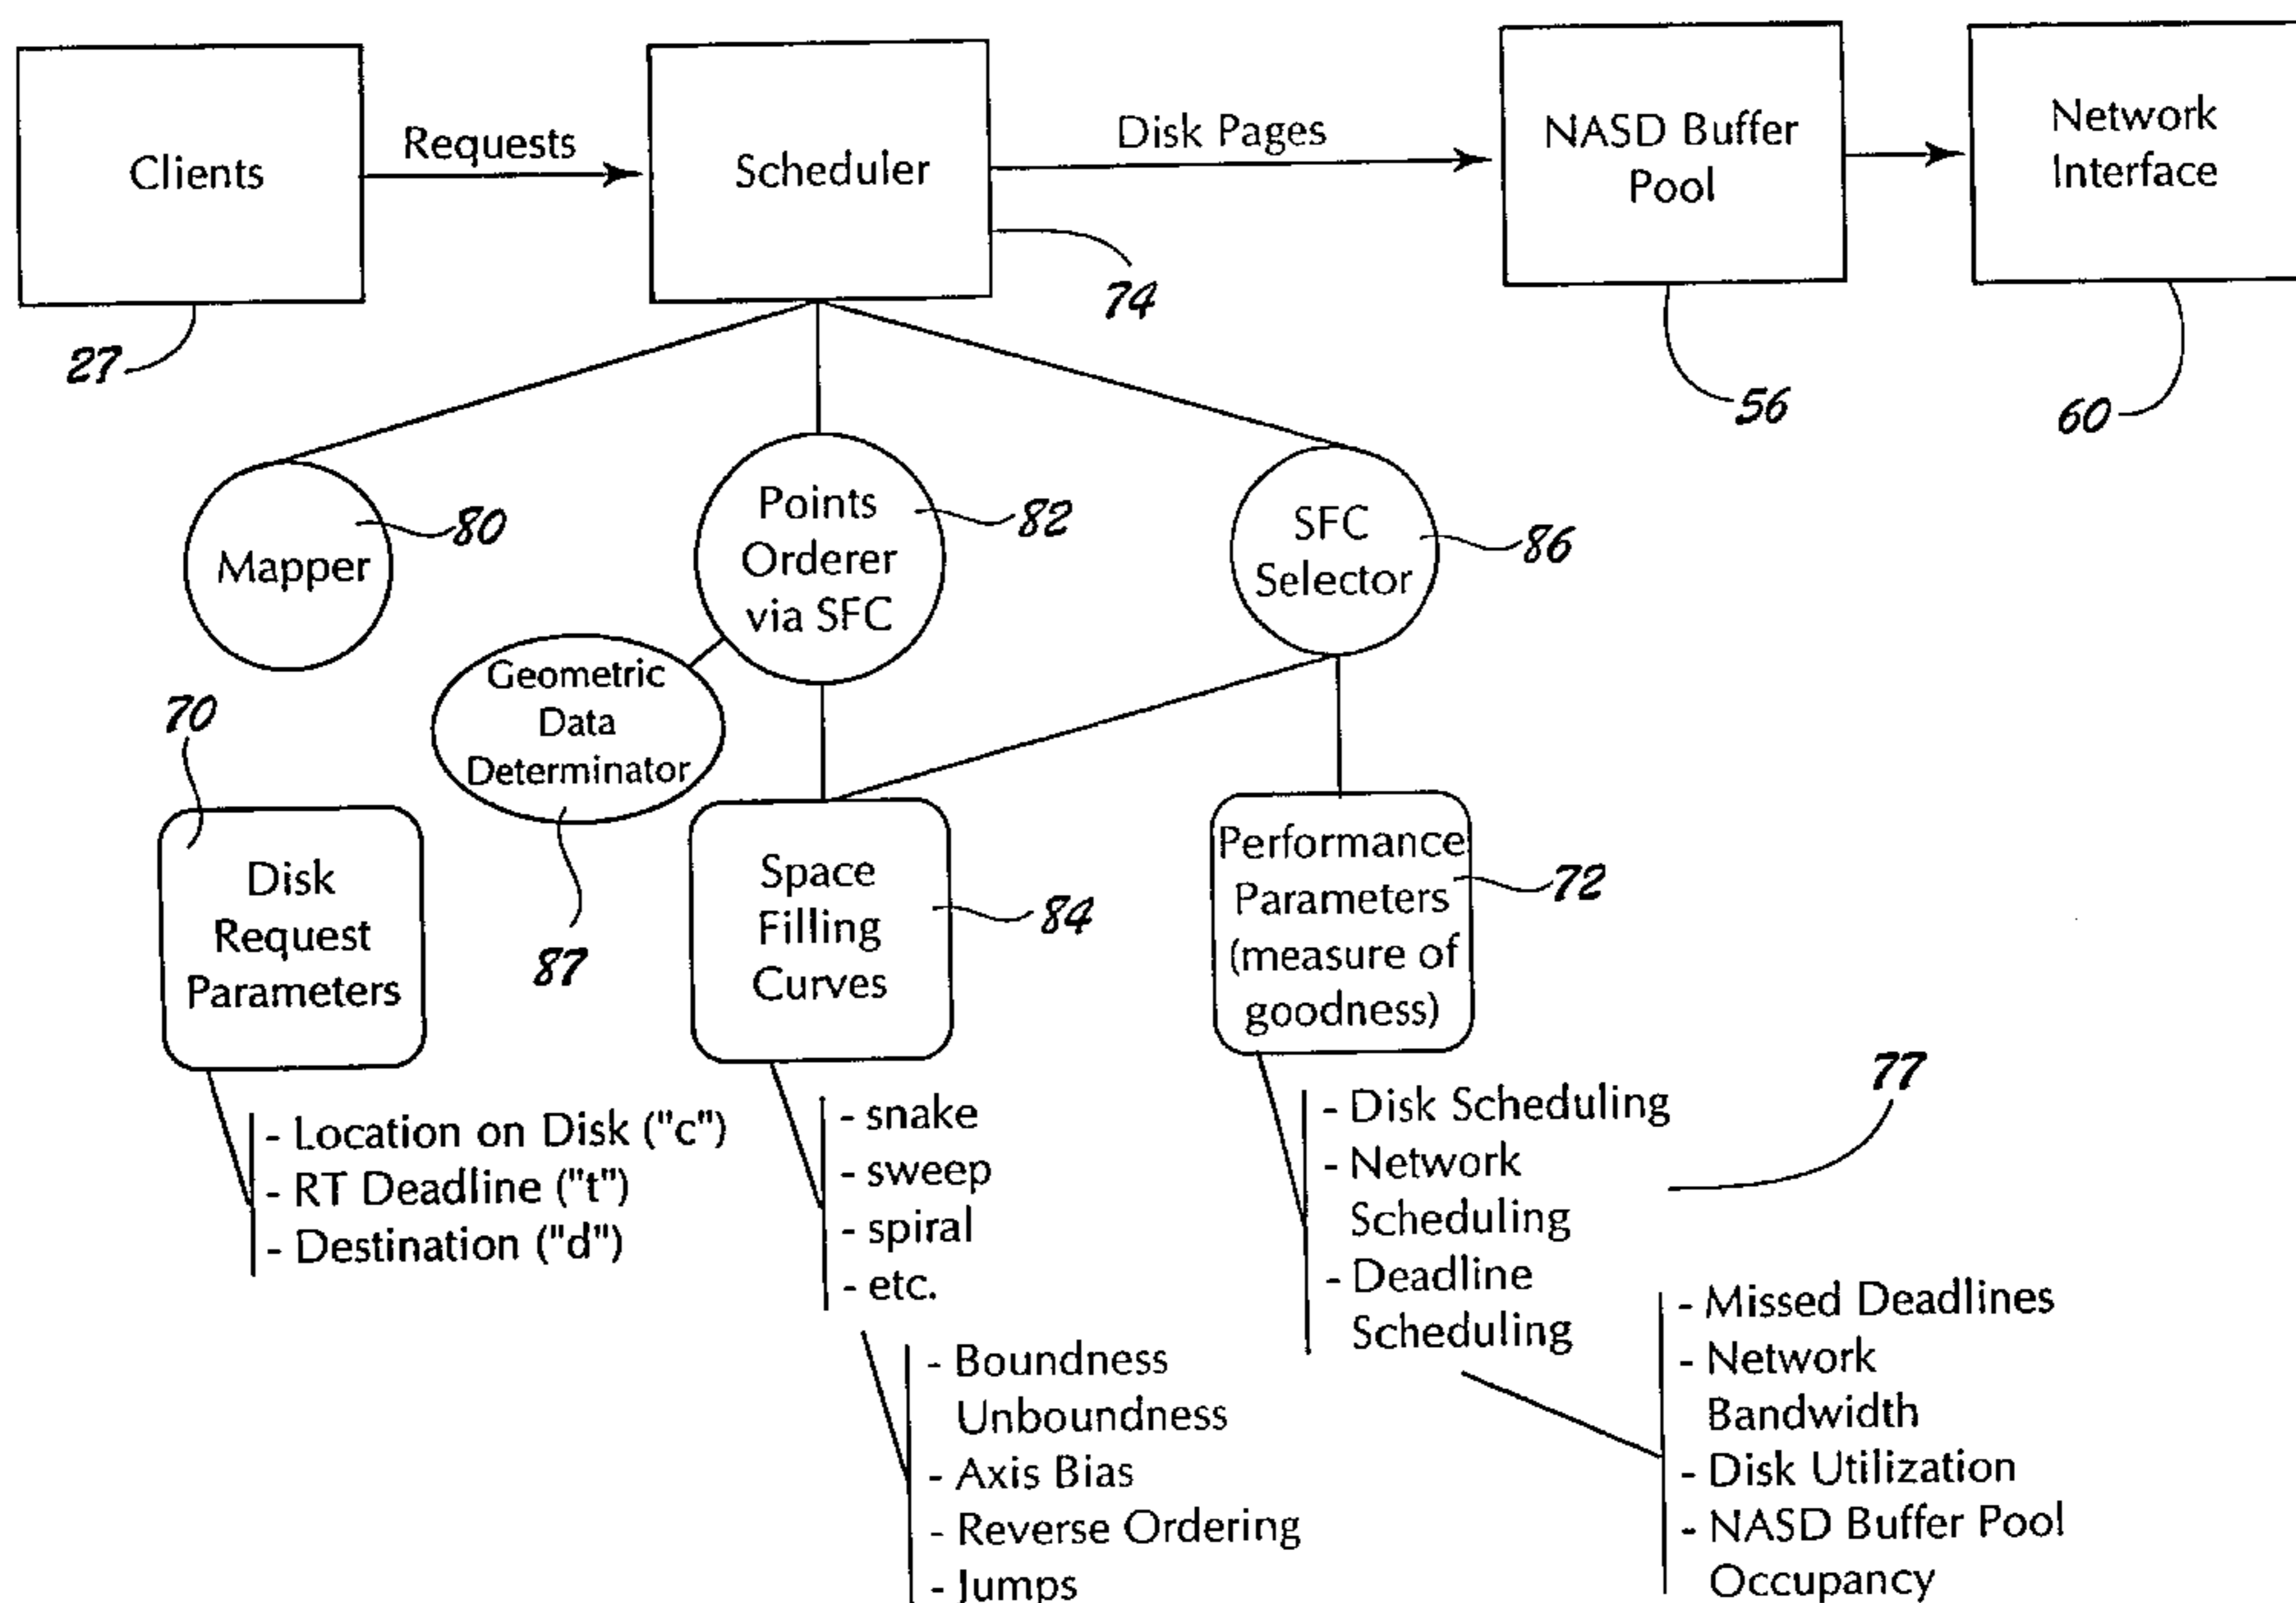 Clients
Requests
Scheduler
Disk Pages
NASD Buffer
Pool
Network
Interface
27
74
56
60
Mapper
80
Points
Orderer
via SFC
82
SFC
Selector
86
Geometric
Data
Determinator
87
70
Disk
Request
Parameters
Space
Filling
Curves
84
Performance
Parameters
(measure of
goodness)
72
77
- Location on Disk ("c")
- RT Deadline ("t")
- Destination ("d")
- snake
- sweep
- spiral
- etc.
- Boundness
Unboundness
- Axis Bias
- Reverse Ordering
- Jumps
- Disk Scheduling
- Network
Scheduling
- Deadline
Scheduling
- Missed Deadlines
- Network
Bandwidth
- Disk Utilization
- NASD Buffer Pool
Occupancy